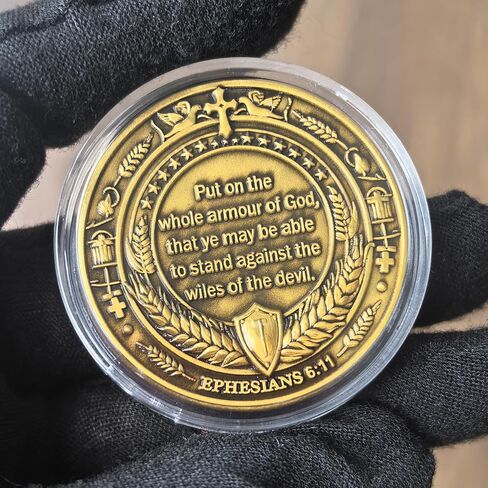 Put on the
whole armour of God,
that ye may be able
to stand against the
wiles of the devil.
EPHESIANS 6:11